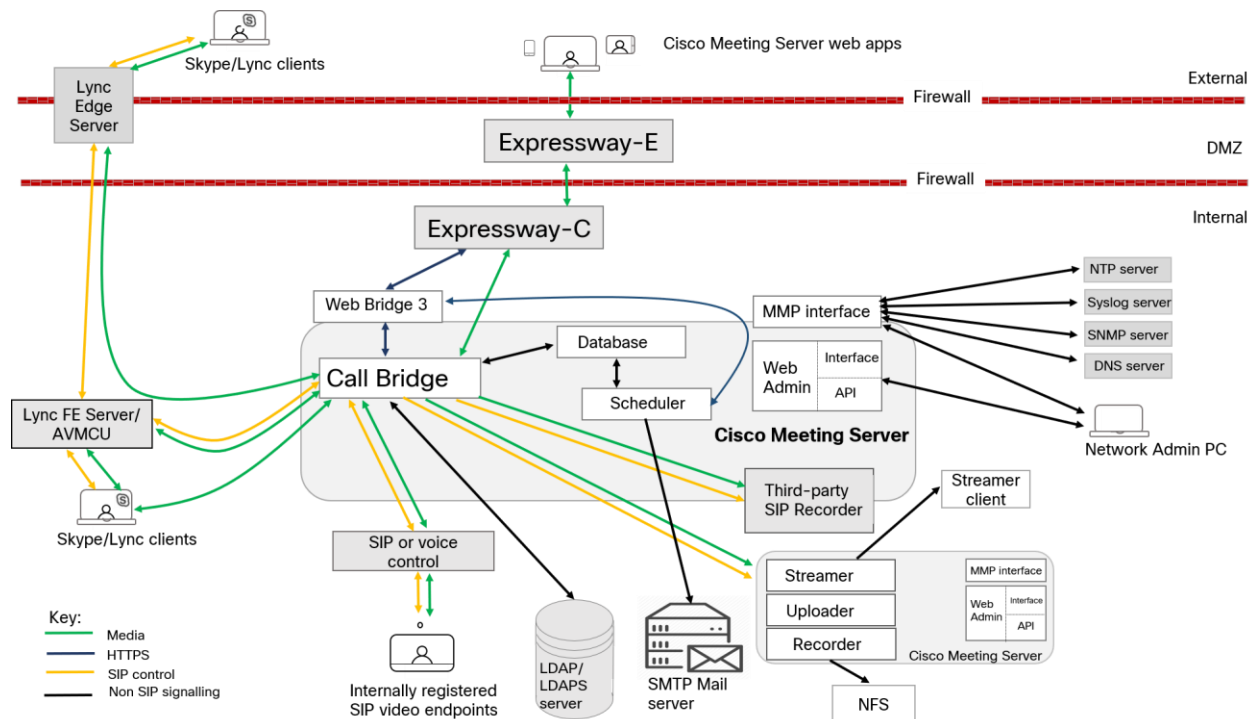 Cisco Meeting Server web apps
Skype/Lync clients
External
Lync
Edge
Server
Firewall
Expressway-E
DMZ
Firewall
Internal
Expressway-C
NTP server
Web Bridge 3
MMP interface
Syslog server
SNMP server
DNS server
Database
Web
Admin
Interface
API
Call Bridge
Scheduler
Lync FE Server/
AVMCU
Cisco Meeting Server
Network Admin PC
Third-party
SIP Recorder
Streamer
client
S
Skype/Lync clients
SIP or voice
control
Streamer
Uploader
Recorder
MMP interface
Web
Admin
Interface
API
Cisco Meeting Server
Key:
Media
HTTPS
SIP control
Non SIP signalling
Internally registered
SIP video endpoints
LDAP/
LDAPS
server
SMTP Mail
server
NFS
S